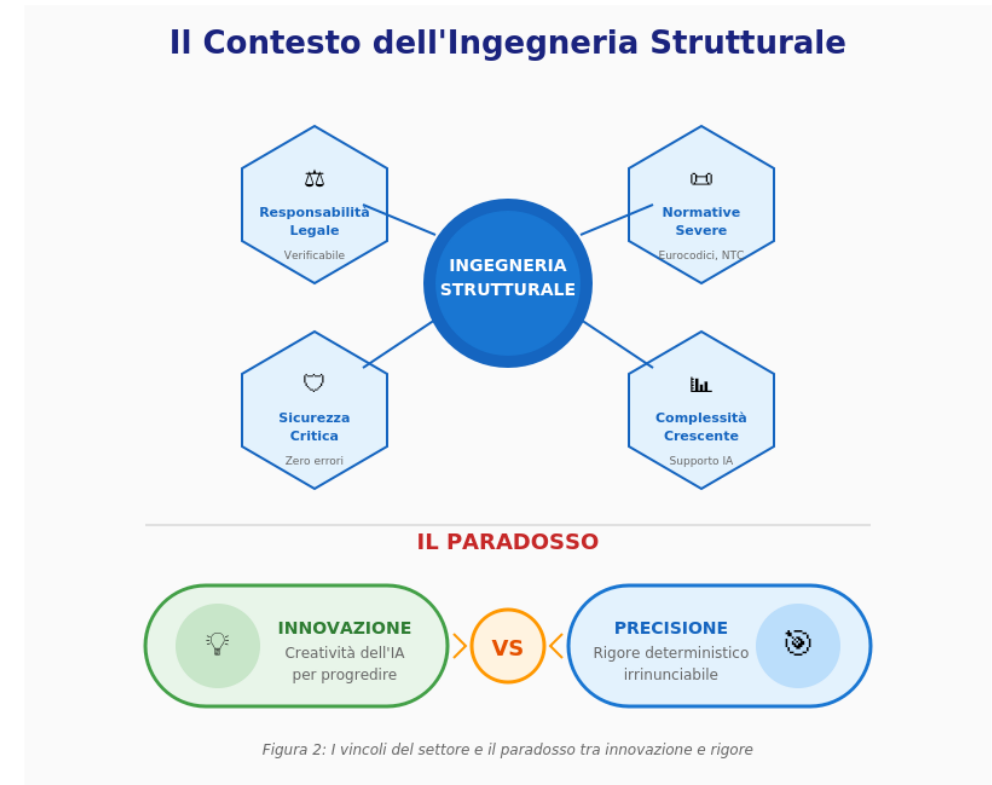 Il Contesto dell'Ingegneria Strutturale
Responsabilità
Legale
Verificabile
Normative
Severe
Eurocodici, NTC
INGEGNERIA
STRUTTURALE
Sicurezza
Critica
Zero errori
Complessità
Crescente
Supporto IA
IL PARADOSSO
INNOVAZIONE
Creatività dell'IA
per progredire
VS
PRECISIONE
Rigore deterministico
irrinunciabile
Figura 2: I vincoli del settore e il paradosso tra innovazione e rigore